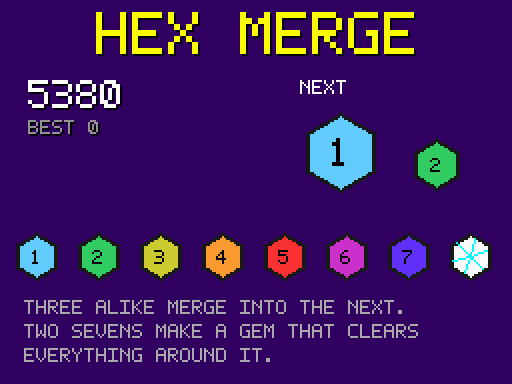 HEX MERGE
5380
BEST 0
NEXT
1
2
1 2 3 4 5 6 7
THREE ALIKE MERGE INTO THE NEXT.
TWO SEVENS MAKE A GEM THAT CLEARS
EVERYTHING AROUND IT.